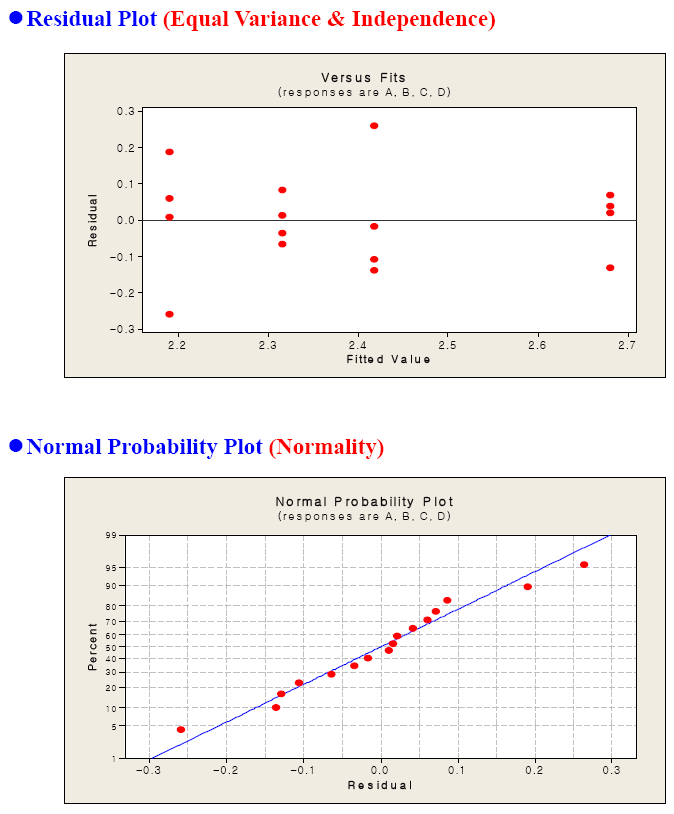 ●Residual Plot (Equal Variance & Independence)
Versus Fits
(responses are A, B, C, D)
0.3
0.2
0.1
0.0
-0.1
-0.2
-0.3
Residual
2.2 2.3 2.4 2.5 2.6 2.7
Fitted Value
●Normal Probability Plot (Normality)
Normal Probability Plot
(responses are A, B, C, D)
99
95
90
80
70
60
50
40
30
20
10
5
1
Percent
-0.3 -0.2 -0.1 0.0 0.1 0.2 0.3
Residual